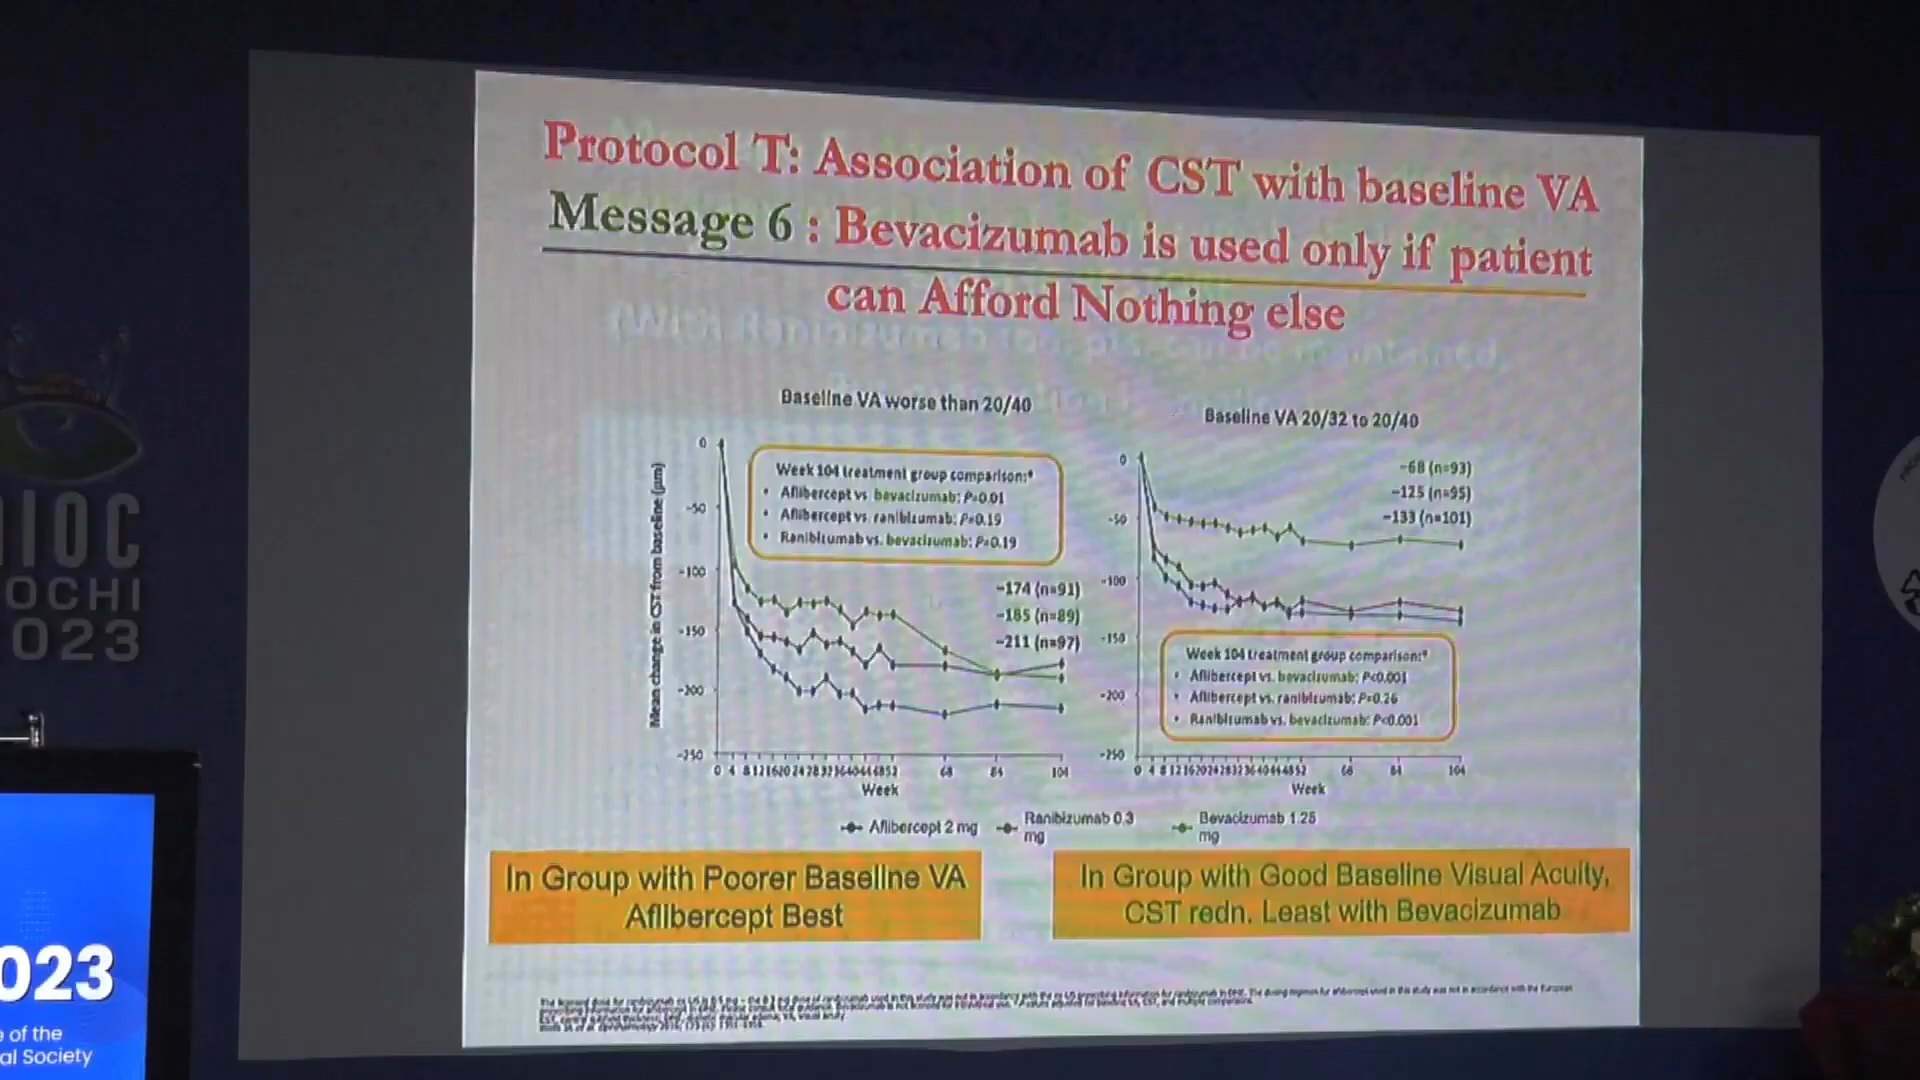 Protocol T: Association of CST with baseline VA
Message 6 : Bevacizumab is used only if patient
can Afford Nothing else
Baseline VA worse than 20/40
Mean change in CST from baseline (μm)
0
-50
-100
-150
-200
-250
Week 104 treatment group comparison:*
• Aflibercept vs bevacizumab: P=0.01
• Aflibercept vs. ranibizumab: P=0.19
• Ranibizumab vs. bevacizumab: P=0.19
-174 (n=91)
-185 (n=89)
-211 (n=97)
0 4 8 12 16 20 24 28 32 36 40 44 48 52 68 84 104
Week
Baseline VA 20/32 to 20/40
0
-50
-100
-150
-200
-250
-68 (n=93)
-125 (n=95)
-133 (n=101)
Week 104 treatment group comparison:*
• Aflibercept vs. bevacizumab: P<0.001
• Aflibercept vs. ranibizumab: P=0.26
• Ranibizumab vs. bevacizumab: P<0.001
0 4 8 12 16 20 24 28 32 36 40 44 48 52 68 84 104
Week
Aflibercept 2 mg
Ranibizumab 0.3
mg
Bevacizumab 1.25
mg
In Group with Poorer Baseline VA
Aflibercept Best
In Group with Good Baseline Visual Acuity,
CST redn. Least with Bevacizumab
IOC
OCHI
023
023
e of the
al Society